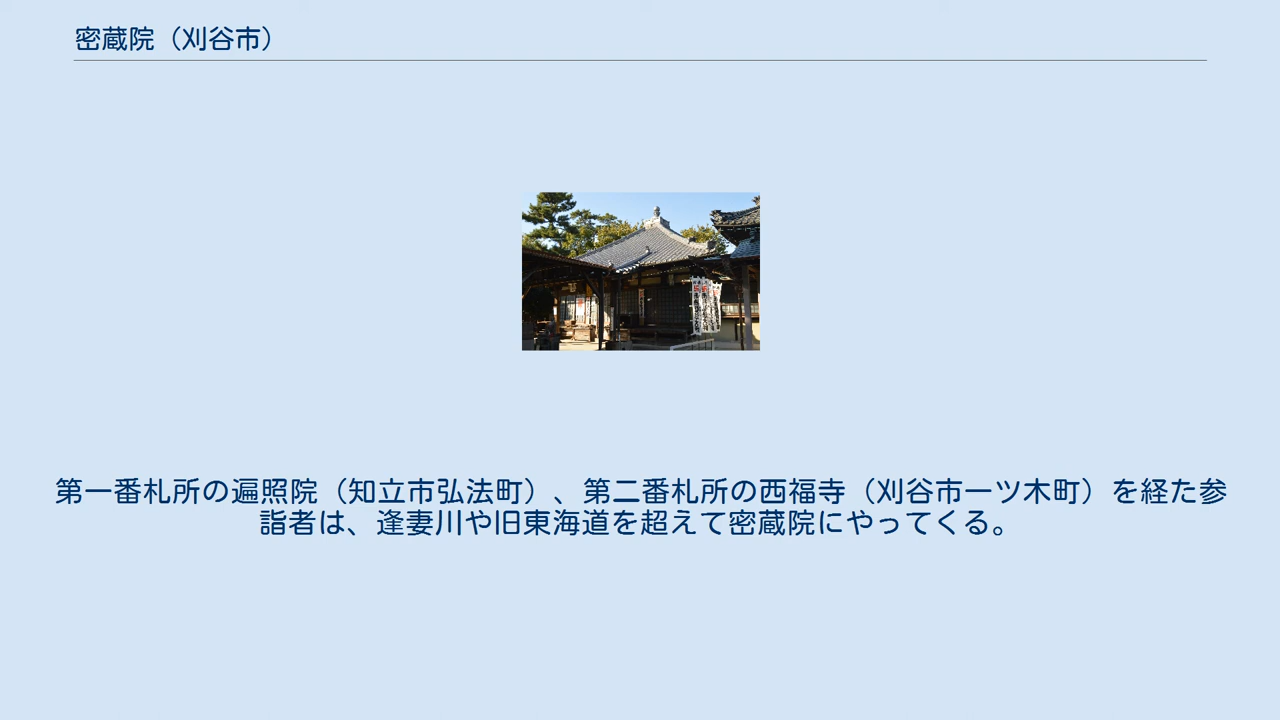 密蔵院（刈谷市）
第一番札所の遍照院（知立市弘法町）、第二番札所の西福寺（刈谷市一ツ木町）を経た参
詣者は、逢妻川や旧東海道を超えて密蔵院にやってくる。